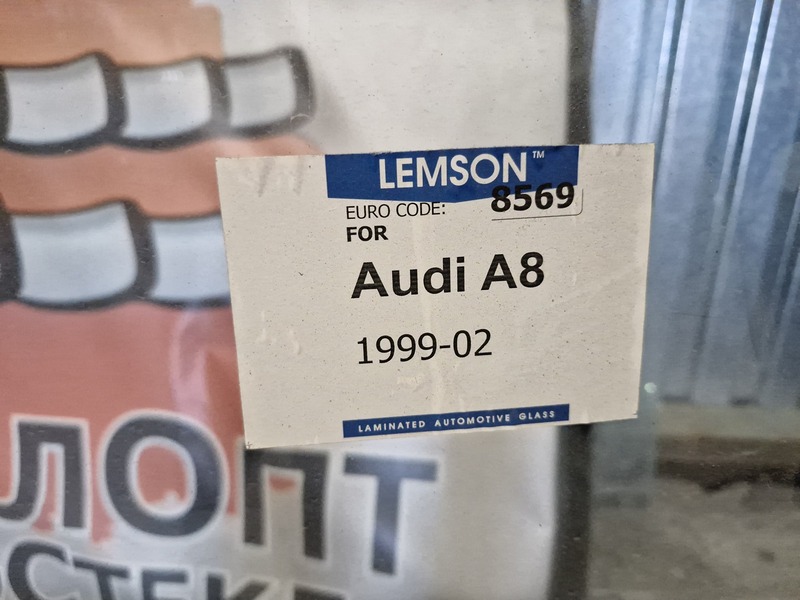 LEMSON™
EURO CODE: 8569
FOR
Audi A8
1999-02
LAMINATED AUTOMOTIVE GLASS
ЛОПТ